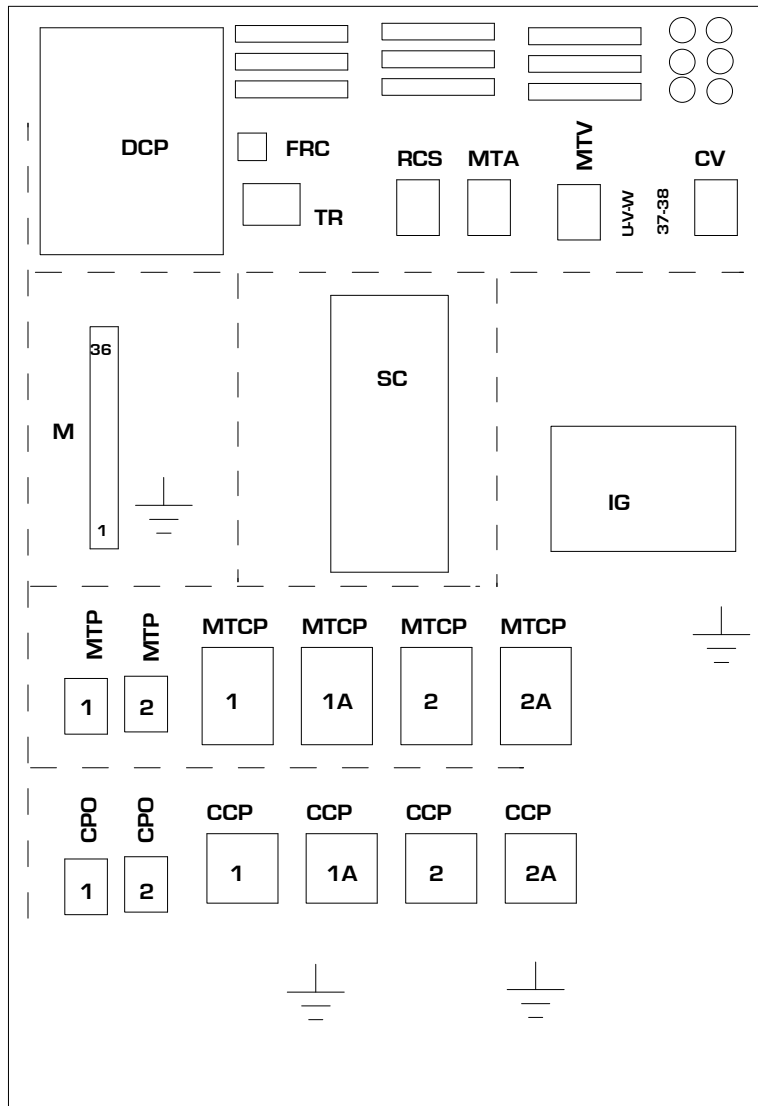 DCP
FRC
TR
RCS
MTA
MTV
U-V-W
37-38
CV
M
36
1
SC
IG
MTP
MTP
MTCP
MTCP
MTCP
MTCP
1
2
1
1A
2
2A
CPO
CPO
CCP
CCP
CCP
CCP
1
2
1
1A
2
2A